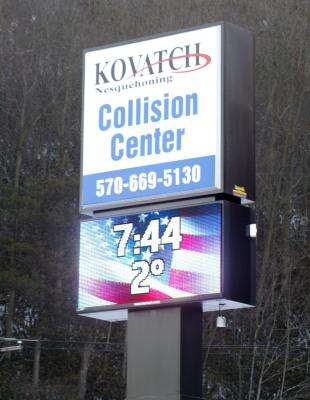 KOVATCH
Nesquehoning
Collision
Center
570-669-5130
7:44
2°